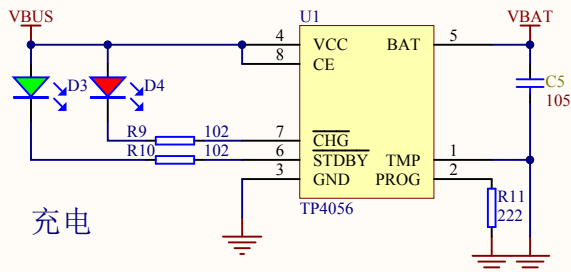 VBUS
U1
VBAT
4 VCC BAT 5
8 CE
D3
D4
C5
105
R9 102 7 CHG
R10 102 6 STDBY TMP 1
3 GND PROG 2
R11
222
TP4056
充电